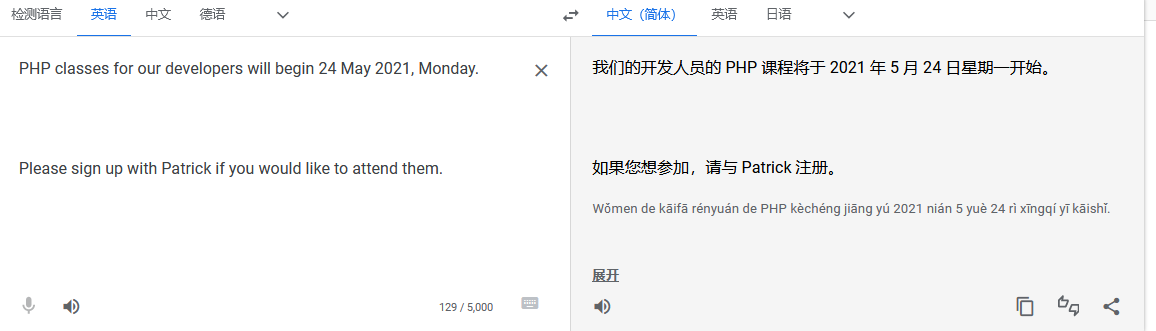 检测语言 英语 中文 德语 中文（简体） 英语 日语
PHP classes for our developers will begin 24 May 2021, Monday.
Please sign up with Patrick if you would like to attend them.
129 / 5,000
我们的开发人员的 PHP 课程将于 2021 年 5 月 24 日星期一开始。
如果您想参加，请与 Patrick 注册。
Wǒmen de kāifā rényuán de PHP kèchéng jiāng yú 2021 nián 5 yuè 24 rì xīngqí yī kāishǐ.
展开